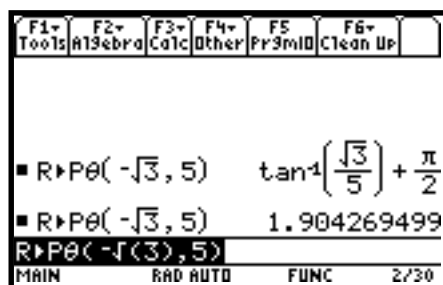 F1▾ F2▾ F3▾ F4▾ F5 F6▾
Tools Algebra Calc Other PrgmIO Clean Up
▪ R▸Pθ(-√3, 5) tan⁻¹(√3/5) + π/2
▪ R▸Pθ(-√3, 5) 1.904269499
R▸Pθ(-√(3),5)
MAIN RAD AUTO FUNC 2/30